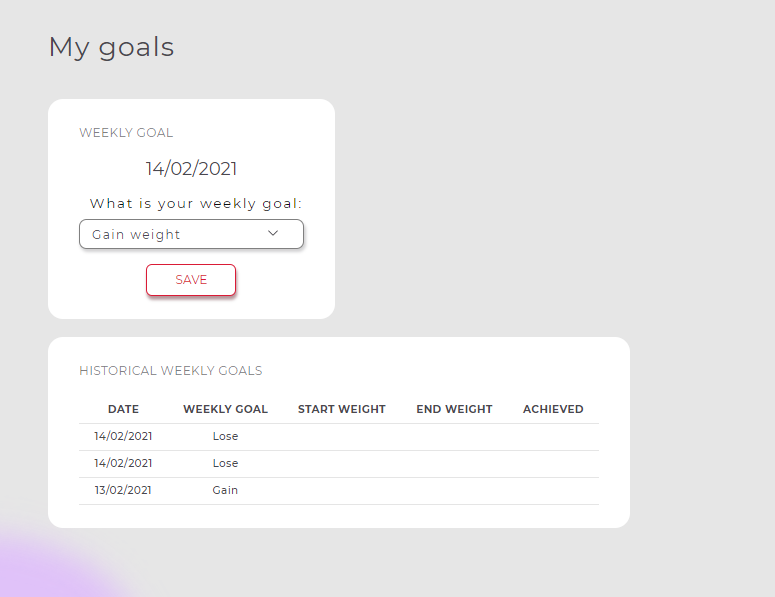 My goals
WEEKLY GOAL
14/02/2021
What is your weekly goal:
Gain weight
SAVE
HISTORICAL WEEKLY GOALS
DATE WEEKLY GOAL START WEIGHT END WEIGHT ACHIEVED
14/02/2021 Lose
14/02/2021 Lose
13/02/2021 Gain